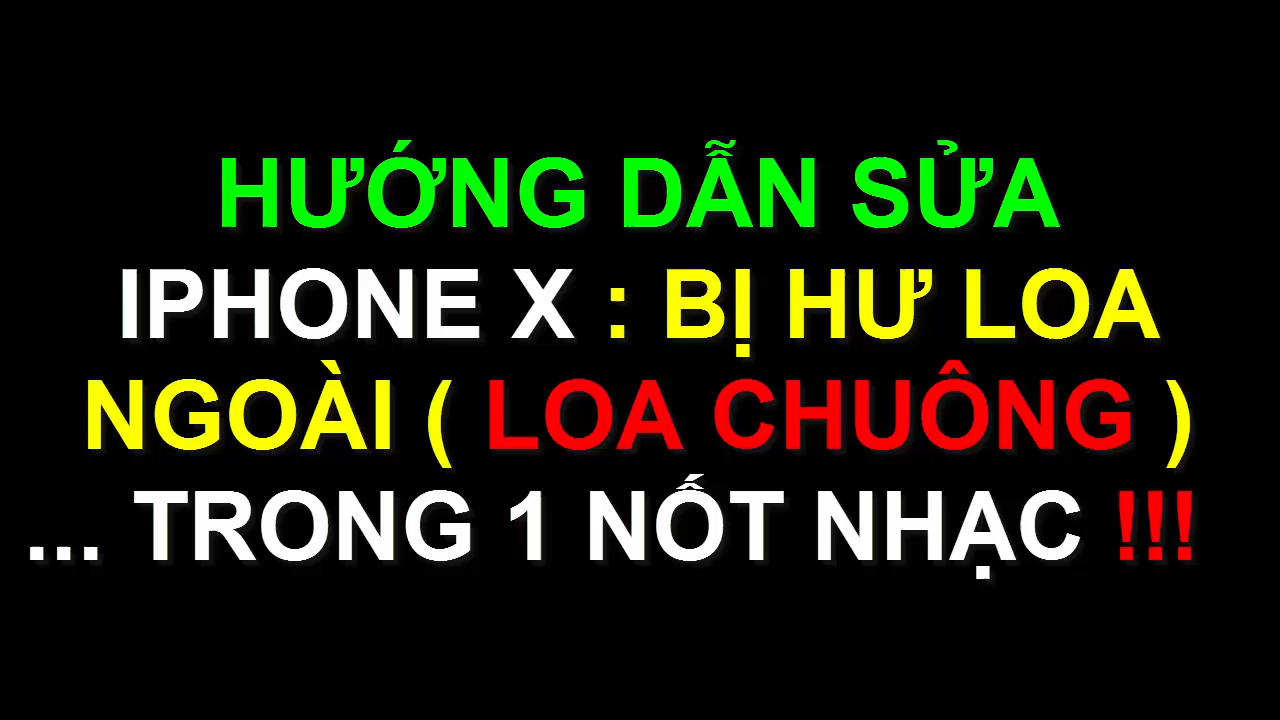 HƯỚNG DẪN SỬA
IPHONE X : BỊ HƯ LOA
NGOÀI ( LOA CHUÔNG )
... TRONG 1 NỐT NHẠC !!!